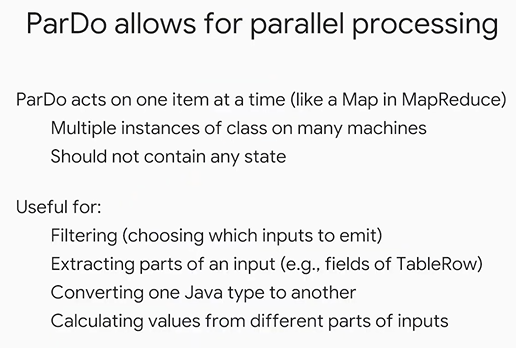 ParDo allows for parallel processing
ParDo acts on one item at a time (like a Map in MapReduce)
Multiple instances of class on many machines
Should not contain any state
Useful for:
Filtering (choosing which inputs to emit)
Extracting parts of an input (e.g., fields of TableRow)
Converting one Java type to another
Calculating values from different parts of inputs